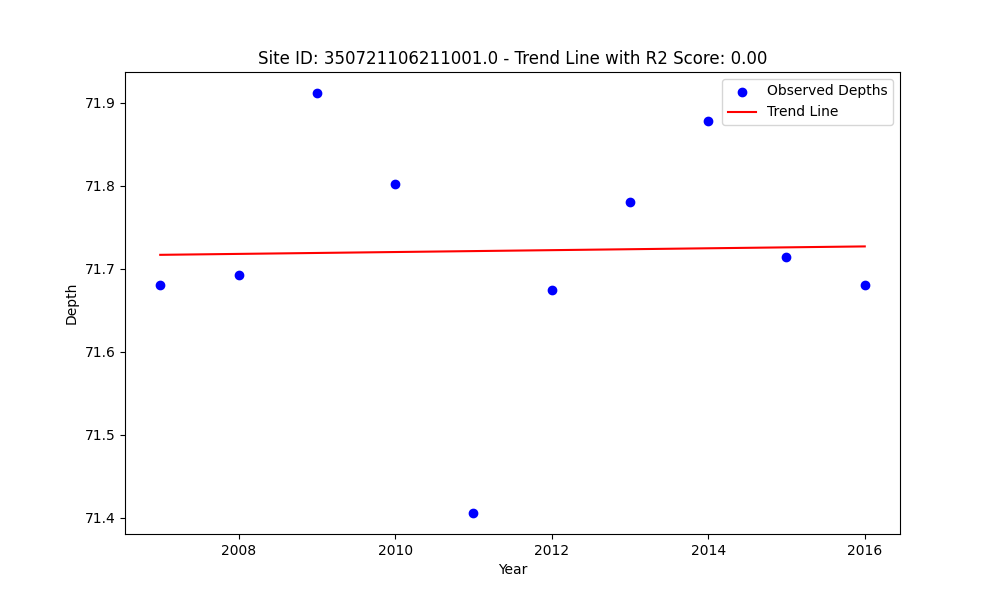 Site ID: 350721106211001.0 - Trend Line with R2 Score: 0.00
Observed Depths
Trend Line
71.9
71.8
71.7
71.6
71.5
71.4
Depth
2008
2010
2012
2014
2016
Year